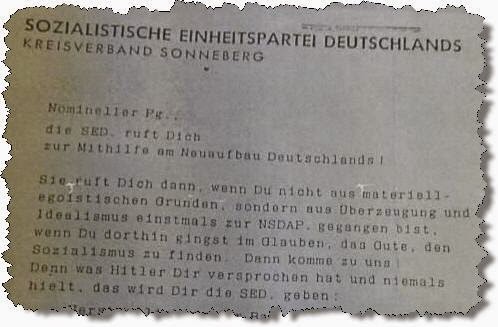 SOZIALISTISCHE EINHEITSPARTEI DEUTSCHLANDS
KREISVERBAND SONNEBERG
Nomineller Pg.,
die SED. ruft Dich
zur Mithilfe am Neuaufbau Deutschlands!
Sie ruft Dich dann, wenn Du nicht aus materiell-
egoistischen Gründen, sondern aus Überzeugung und
Idealismus einstmals zur NSDAP. gegangen bist,
wenn Du dorthin gingst im Glauben, das Gute, den
Sozialismus zu finden. Dann komme zu uns!
Denn was Hitler Dir versprochen hat und niemals
hielt, das wird Dir die SED. geben: